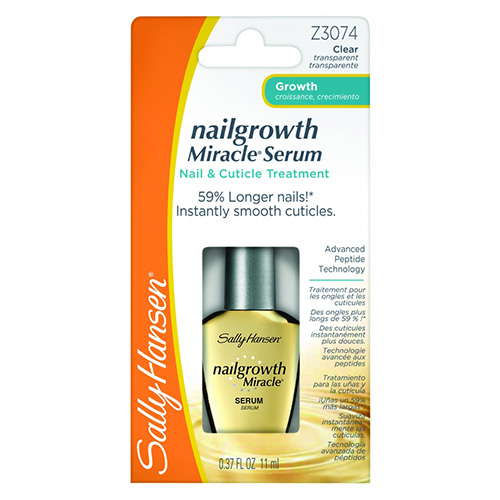 Z3074
Clear
transparent
transparente
Growth
croissance, crecimiento
nailgrowth
Miracle® Serum
Nail & Cuticle Treatment
59% Longer nails!*
Instantly smooth cuticles.
Advanced
Peptide
Technology
Traitement pour
les ongles et les
cuticules
Des ongles plus
longs de 59 % !*
Des cuticules
instantanément
plus douces.
Technologie
avancée aux
peptides
Tratamiento
para las uñas y la
cutícula
¡Uñas un 59%
más largas!*
Suaviza
instantánea-
mente las
cutículas.
Tecnología
avanzada de
péptidos
Sally Hansen®
Sally Hansen®
nailgrowth
Miracle®
SERUM
SERUM
0.37 FL OZ 11 ml